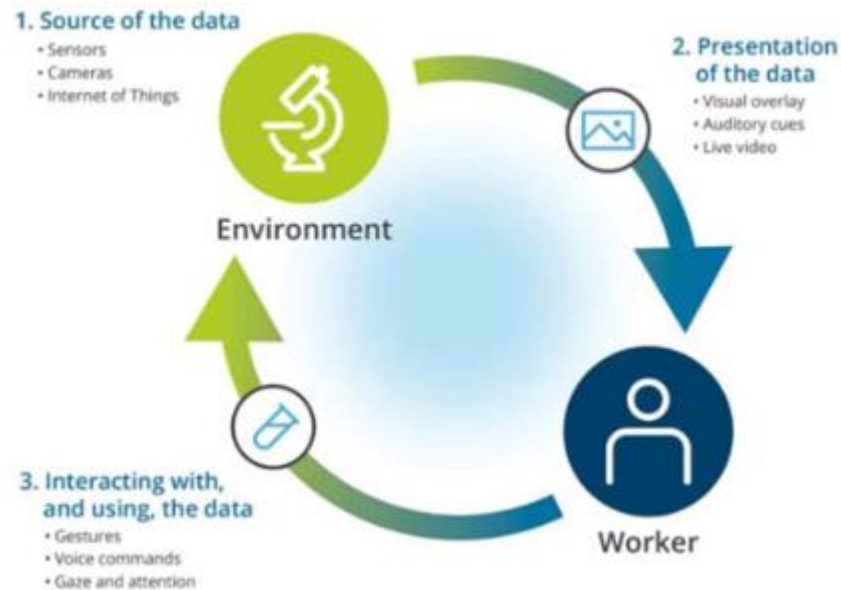 1. Source of the data
• Sensors
• Cameras
• Internet of Things
Environment
2. Presentation
of the data
• Visual overlay
• Auditory cues
• Live video
Worker
3. Interacting with,
and using, the data
• Gestures
• Voice commands
• Gaze and attention